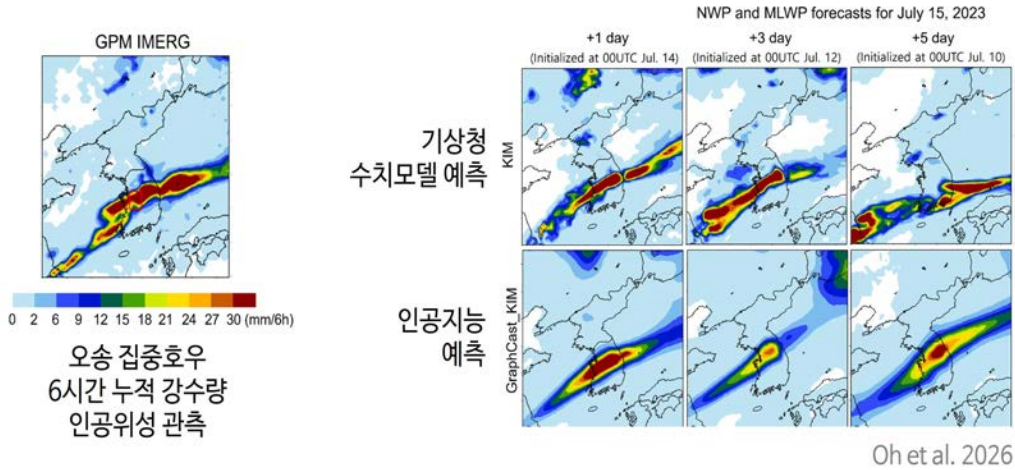 GPM IMERG
0 2 6 9 12 15 18 21 24 27 30 (mm/6h)
오송 집중호우
6시간 누적 강수량
인공위성 관측
NWP and MLWP forecasts for July 15, 2023
+1 day
(Initialized at 00UTC Jul. 14)
+3 day
(Initialized at 00UTC Jul. 12)
+5 day
(Initialized at 00UTC Jul. 10)
기상청
수치모델 예측
KIM
인공지능
예측
GraphCast_KIM
Oh et al. 2026